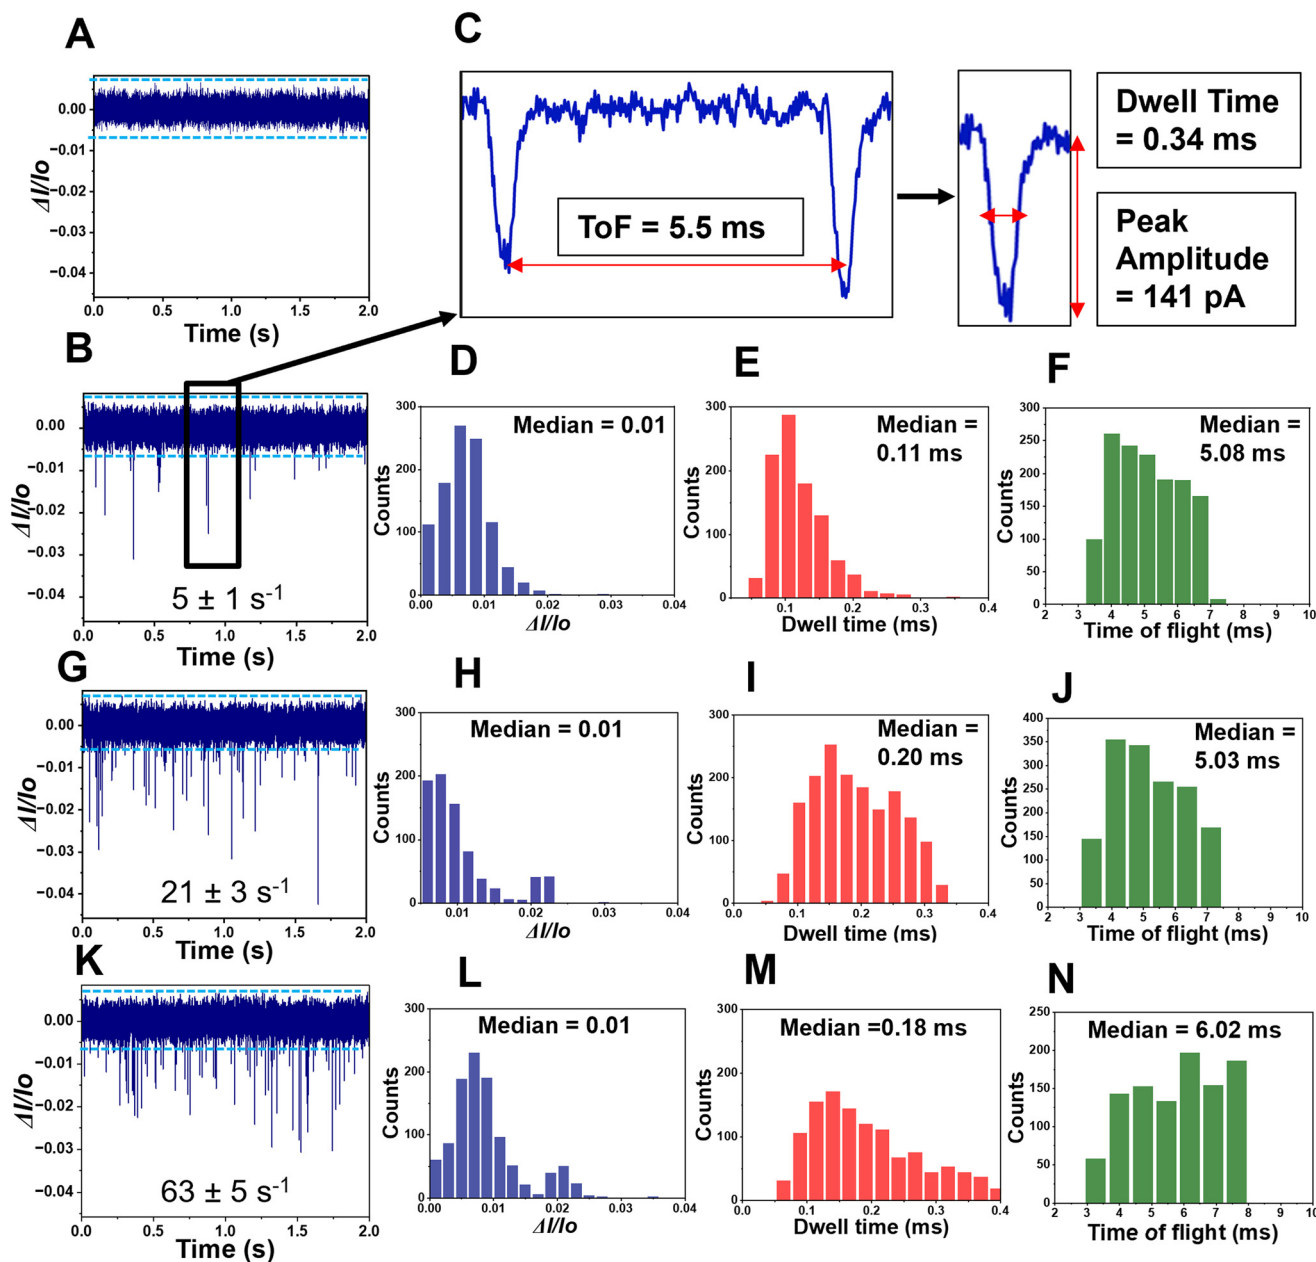 A
0.00
−0.01
−0.02
−0.03
−0.04
ΔI/Io
0.0 0.5 1.0 1.5 2.0
Time (s)
C
ToF = 5.5 ms
Dwell Time
= 0.34 ms
Peak
Amplitude
= 141 pA
B
0.00
−0.01
−0.02
−0.03
−0.04
ΔI/Io
5 ± 1 s⁻¹
0.0 0.5 1.0 1.5 2.0
Time (s)
D
Median = 0.01
300
200
100
0
Counts
0.00 0.01 0.02 0.03 0.04
ΔI/Io
E
Median =
0.11 ms
300
200
100
0
Counts
0.1 0.2 0.3 0.4
Dwell time (ms)
F
Median =
5.08 ms
300
250
200
150
100
50
0
Counts
2 3 4 5 6 7 8 9 10
Time of flight (ms)
G
0.00
−0.01
−0.02
−0.03
−0.04
ΔI/Io
21 ± 3 s⁻¹
0.0 0.5 1.0 1.5 2.0
Time (s)
H
Median = 0.01
300
200
100
0
Counts
0.01 0.02 0.03 0.04
ΔI/Io
I
Median =
0.20 ms
300
200
100
0
Counts
0.0 0.1 0.2 0.3 0.4
Dwell time (ms)
J
Median =
5.03 ms
400
350
300
250
200
150
100
50
0
Counts
2 3 4 5 6 7 8 9 10
Time of flight (ms)
K
0.00
−0.01
−0.02
−0.03
−0.04
ΔI/Io
63 ± 5 s⁻¹
0.0 0.5 1.0 1.5 2.0
Time (s)
L
Median = 0.01
300
200
100
0
Counts
0.00 0.01 0.02 0.03 0.04
ΔI/Io
M
Median =0.18 ms
300
200
100
0
Counts
0.0 0.1 0.2 0.3 0.4
Dwell time (ms)
N
Median = 6.02 ms
250
200
150
100
50
0
Counts
2 3 4 5 6 7 8 9 10
Time of flight (ms)